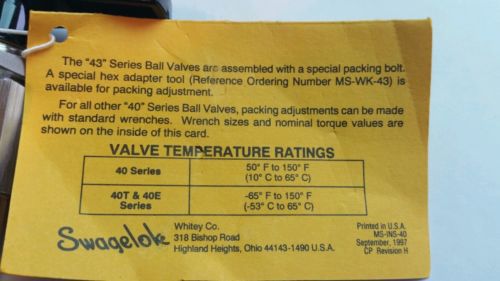 The "43" Series Ball Valves are assembled with a special packing bolt.
A special hex adapter tool (Reference Ordering Number MS-WK-43) is
available for packing adjustment.
For all other "40" Series Ball Valves, packing adjustments can be made
with standard wrenches. Wrench sizes and nominal torque values are
shown on the inside of this card.
VALVE TEMPERATURE RATINGS
40 Series
50° F to 150° F
(10° C to 65° C)
40T & 40E
Series
-65° F to 150° F
(-53° C to 65° C)
Swagelok
Whitey Co.
318 Bishop Road
Highland Heights, Ohio 44143-1490 U.S.A.
Printed in U.S.A.
MS-INS-40
September, 1997
CP Revision H